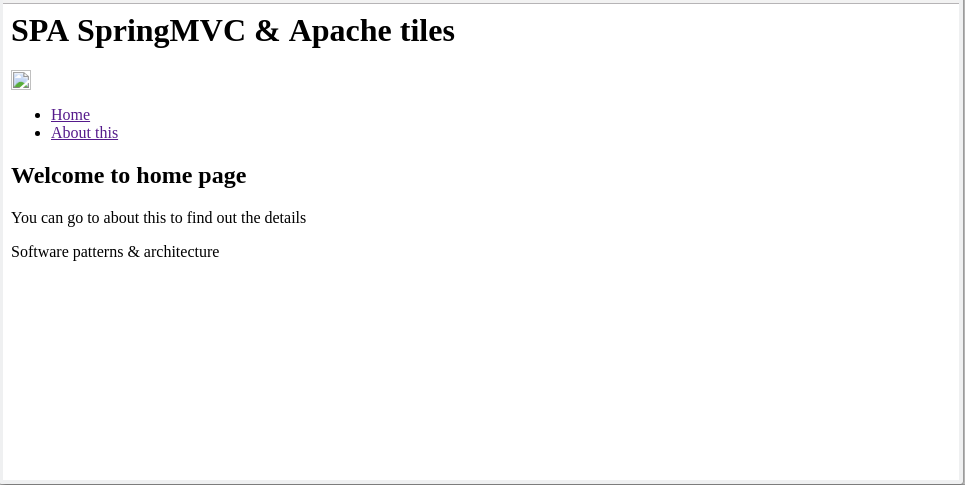 SPA SpringMVC & Apache tiles
Home
About this
Welcome to home page
You can go to about this to find out the details
Software patterns & architecture